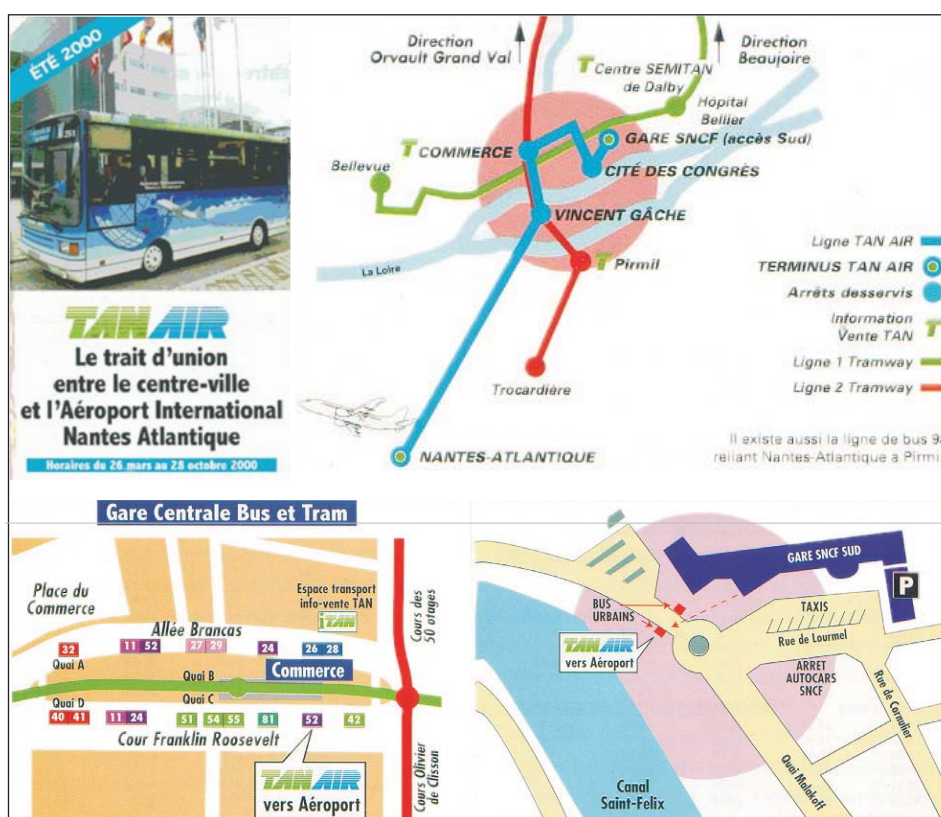 ÉTÉ 2000
TAN AIR
Le trait d'union
entre le centre-ville
et l'Aéroport International
Nantes Atlantique
Horaires du 26 mars au 28 octobre 2000
Direction
Orvault Grand Val
Direction
Beaujoire
T Centre SEMITAN
de Dalby
Hôpital
Bellier
GARE SNCF (accès Sud)
T COMMERCE
Bellevue
CITÉ DES CONGRÈS
VINCENT GÂCHE
La Loire
T Pirmil
Trocardière
NANTES-ATLANTIQUE
Ligne TAN AIR
TERMINUS TAN AIR
Arrêts desservis
Information
Vente TAN T
Ligne 1 Tramway
Ligne 2 Tramway
Il existe aussi la ligne de bus
reliant Nantes-Atlantique à Pirmi
Gare Centrale Bus et Tram
Place du
Commerce
Espace transport
info-vente TAN
iTAN
Cours des
50 otages
Allée Brancas
32 11 52 27 29 24 26 28
Quai A
Quai B
Commerce
Quai C
Quai D
40 41 11 24 51 54 55 81 52 42
Cour Franklin Roosevelt
TAN AIR
vers Aéroport
Cours Olivier
de Clisson
GARE SNCF SUD
P
BUS
URBAINS
TAXIS
Rue de Lourmel
TAN AIR
vers Aéroport
ARRET
AUTOCARS
SNCF
Rue de Cornulier
Quai Malakoff
Canal
Saint-Felix